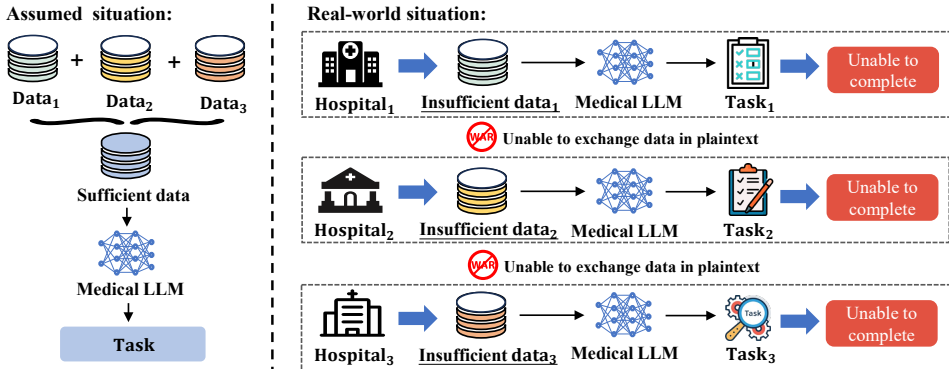 Assumed situation:
Data₁ + Data₂ + Data₃
Sufficient data
Medical LLM
Task
Real-world situation:
Hospital₁
Insufficient data₁
Medical LLM
Task₁
Unable to
complete
WAR Unable to exchange data in plaintext
Hospital₂
Insufficient data₂
Medical LLM
Task₂
Unable to
complete
WAR Unable to exchange data in plaintext
Hospital₃
Insufficient data₃
Medical LLM
Task
Task₃
Unable to
complete